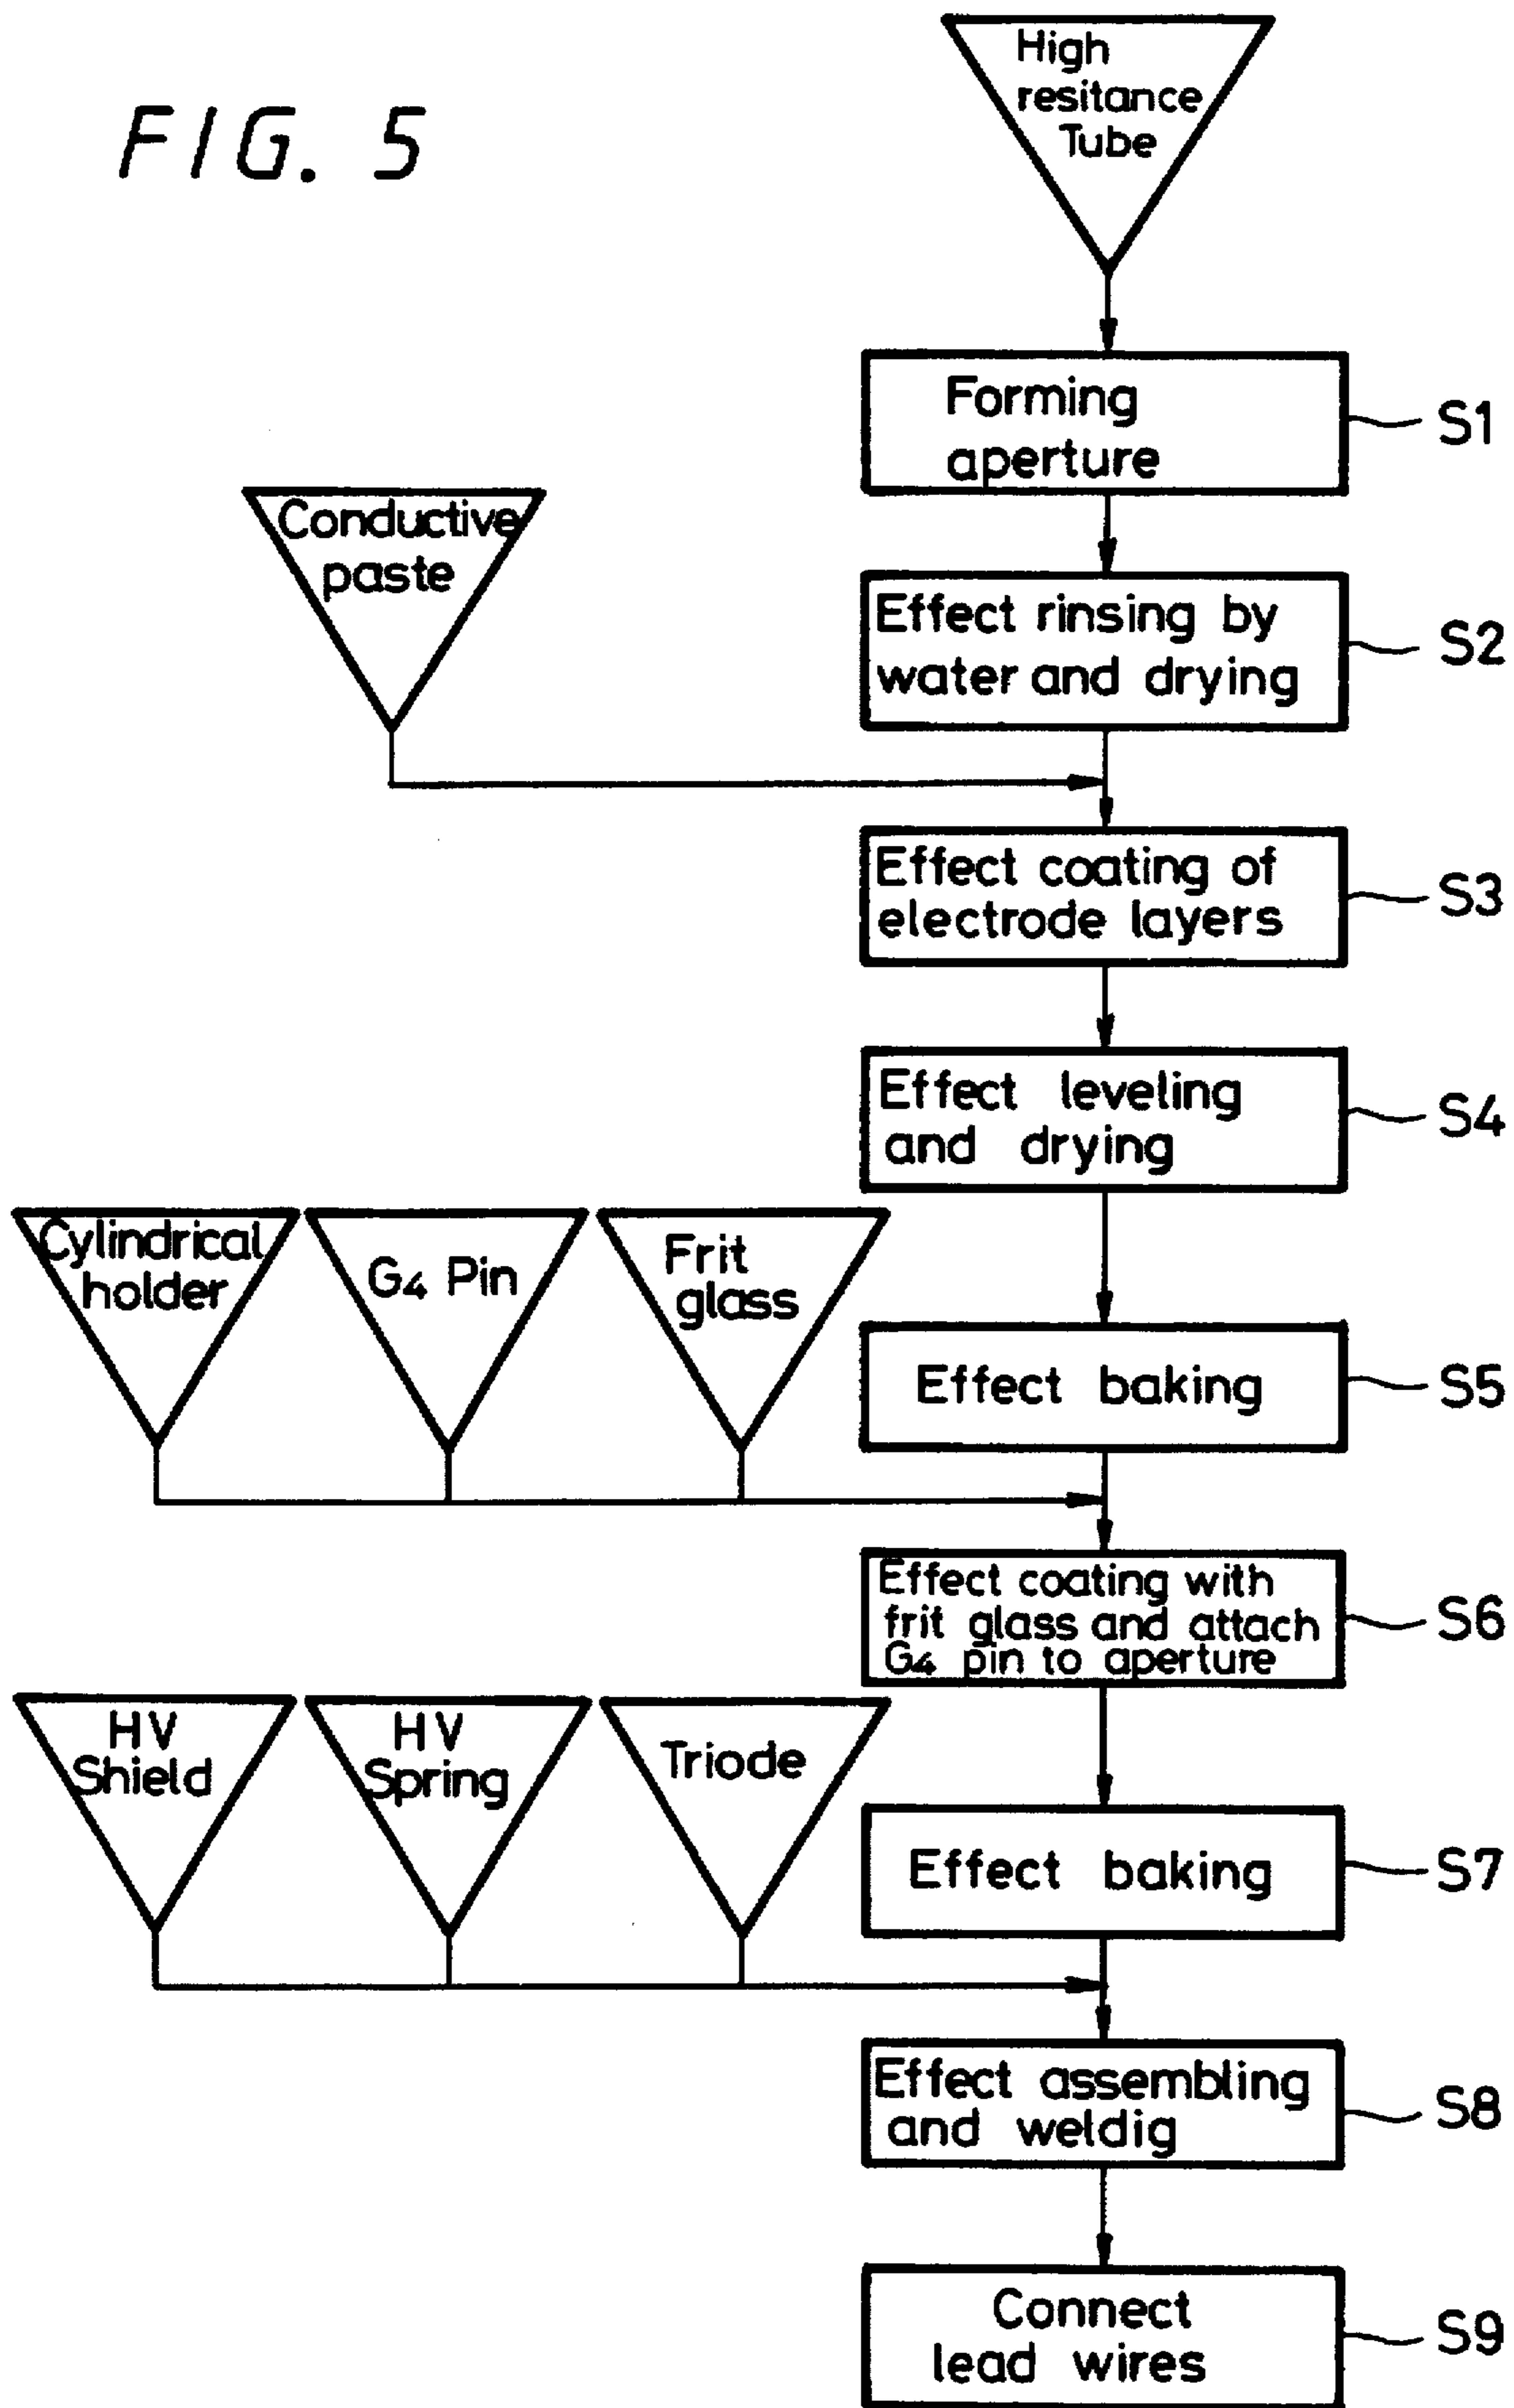 FIG. 5
High
resitance
Tube
Forming
aperture
S1
Conductive
paste
Effect rinsing by
water and drying
S2
Effect coating of
electrode layers
S3
Effect leveling
and drying
S4
Cylindrical
holder
G4 Pin
Frit
glass
Effect baking
S5
Effect coating with
frit glass and attach
G4 pin to aperture
S6
HV
Shield
HV
Spring
Triode
Effect baking
S7
Effect assembling
and weldig
S8
Connect
lead wires
S9